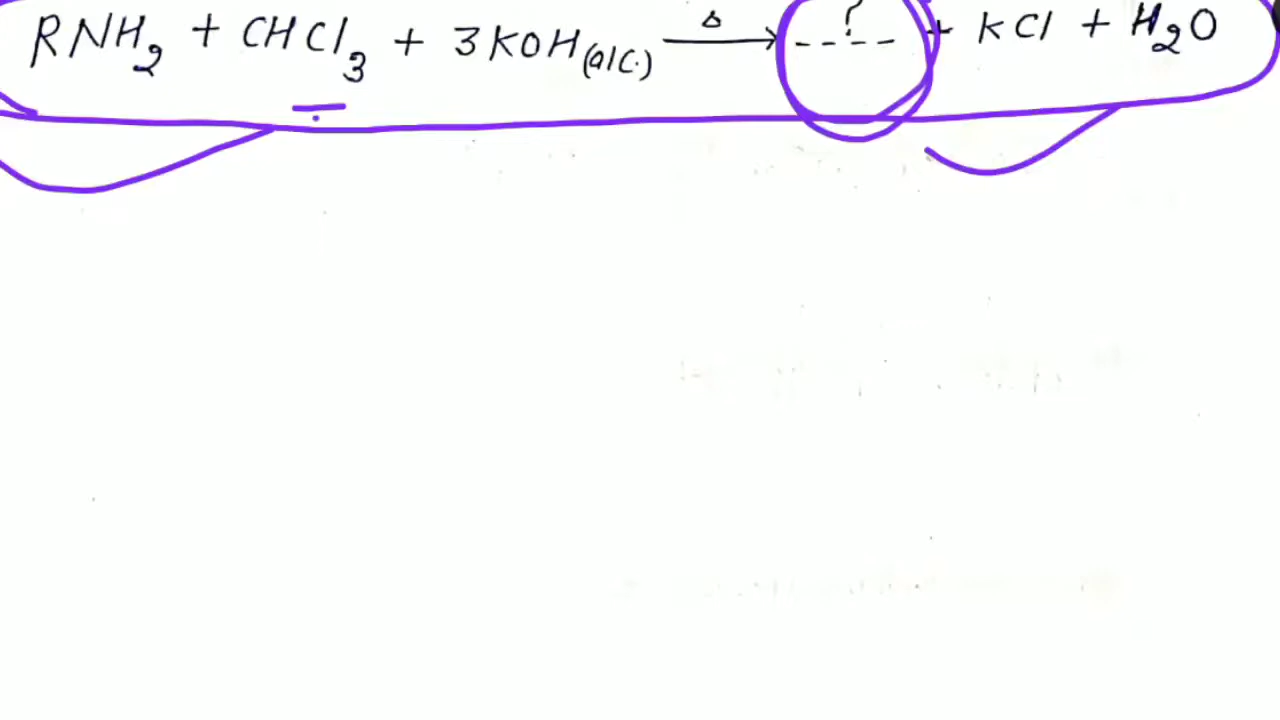 RNH₂ + CHCl₃ + 3KOH(alc.) —Δ→ ----?---- + KCl + H₂O